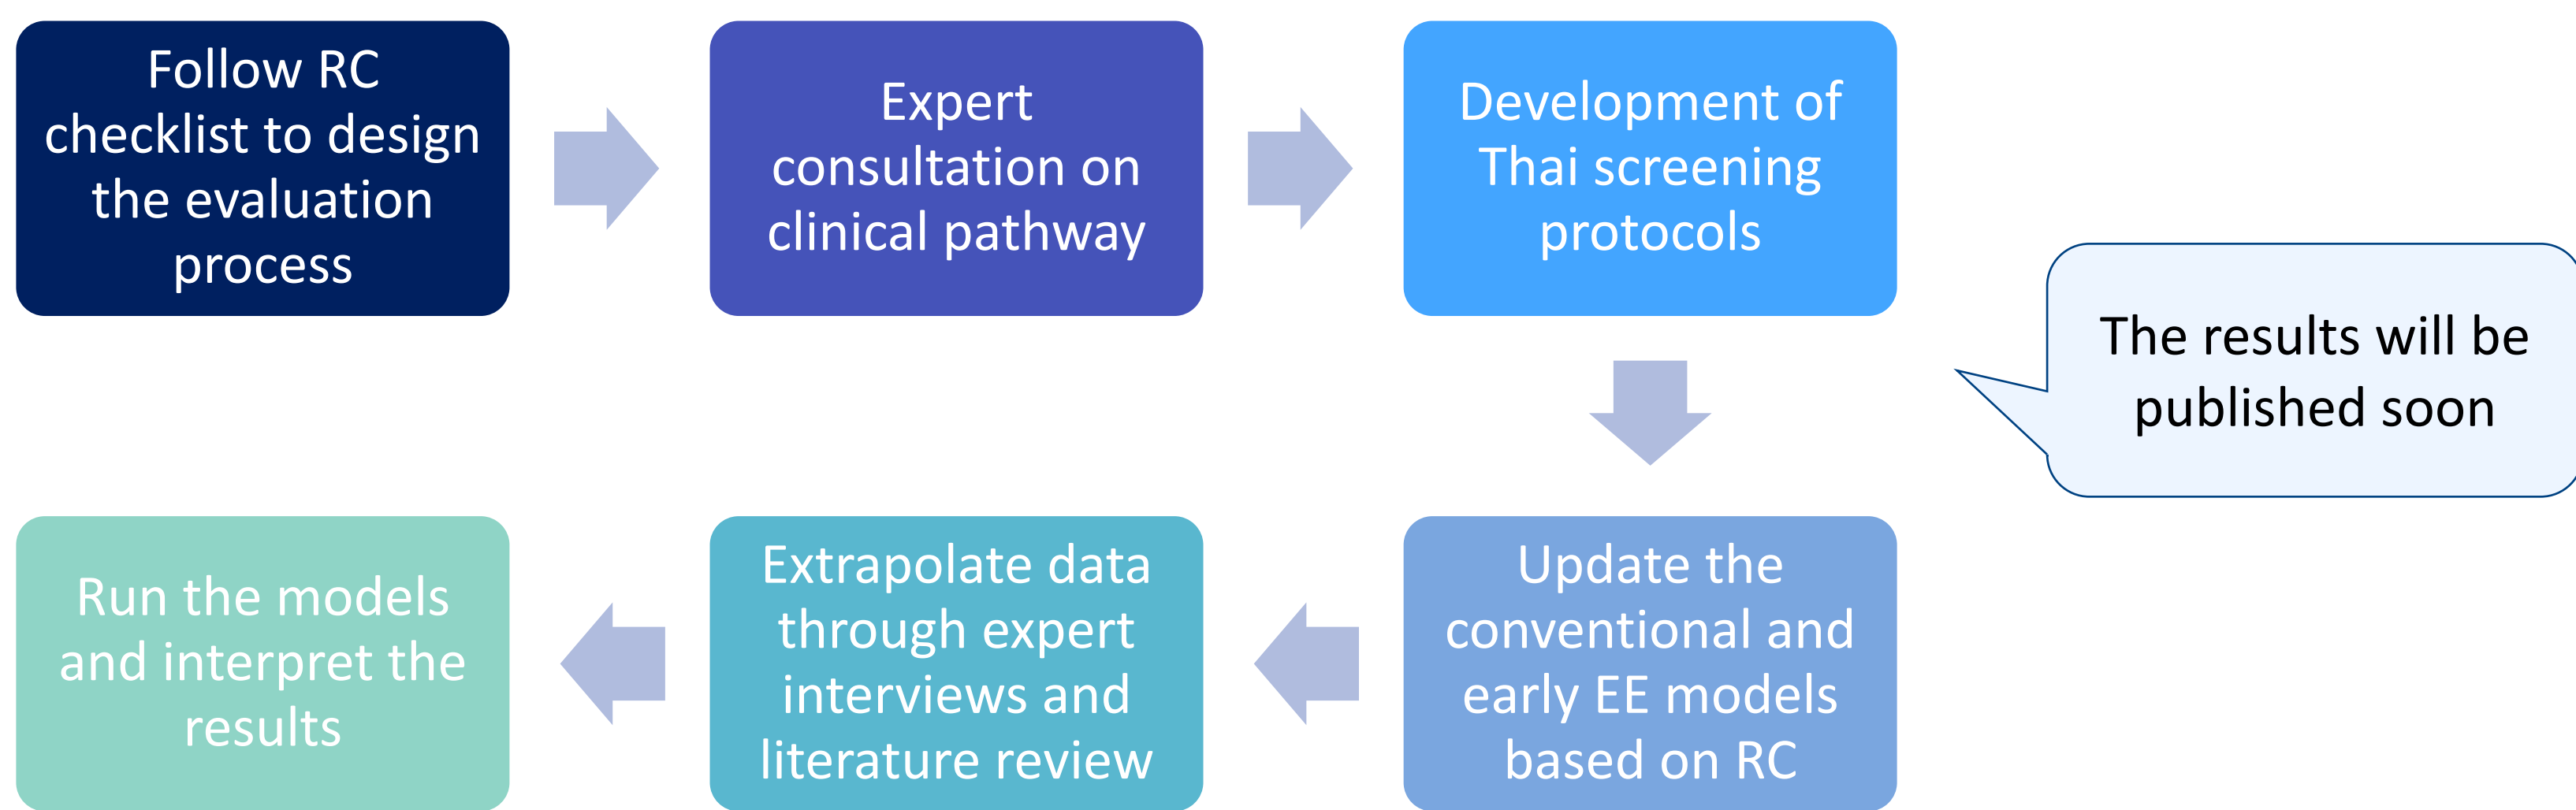 Follow RC
checklist to design
the evaluation
process
Expert
consultation on
clinical pathway
Development of
Thai screening
protocols
The results will be
published soon
Update the
conventional and
early EE models
based on RC
Extrapolate data
through expert
interviews and
literature review
Run the models
and interpret the
results